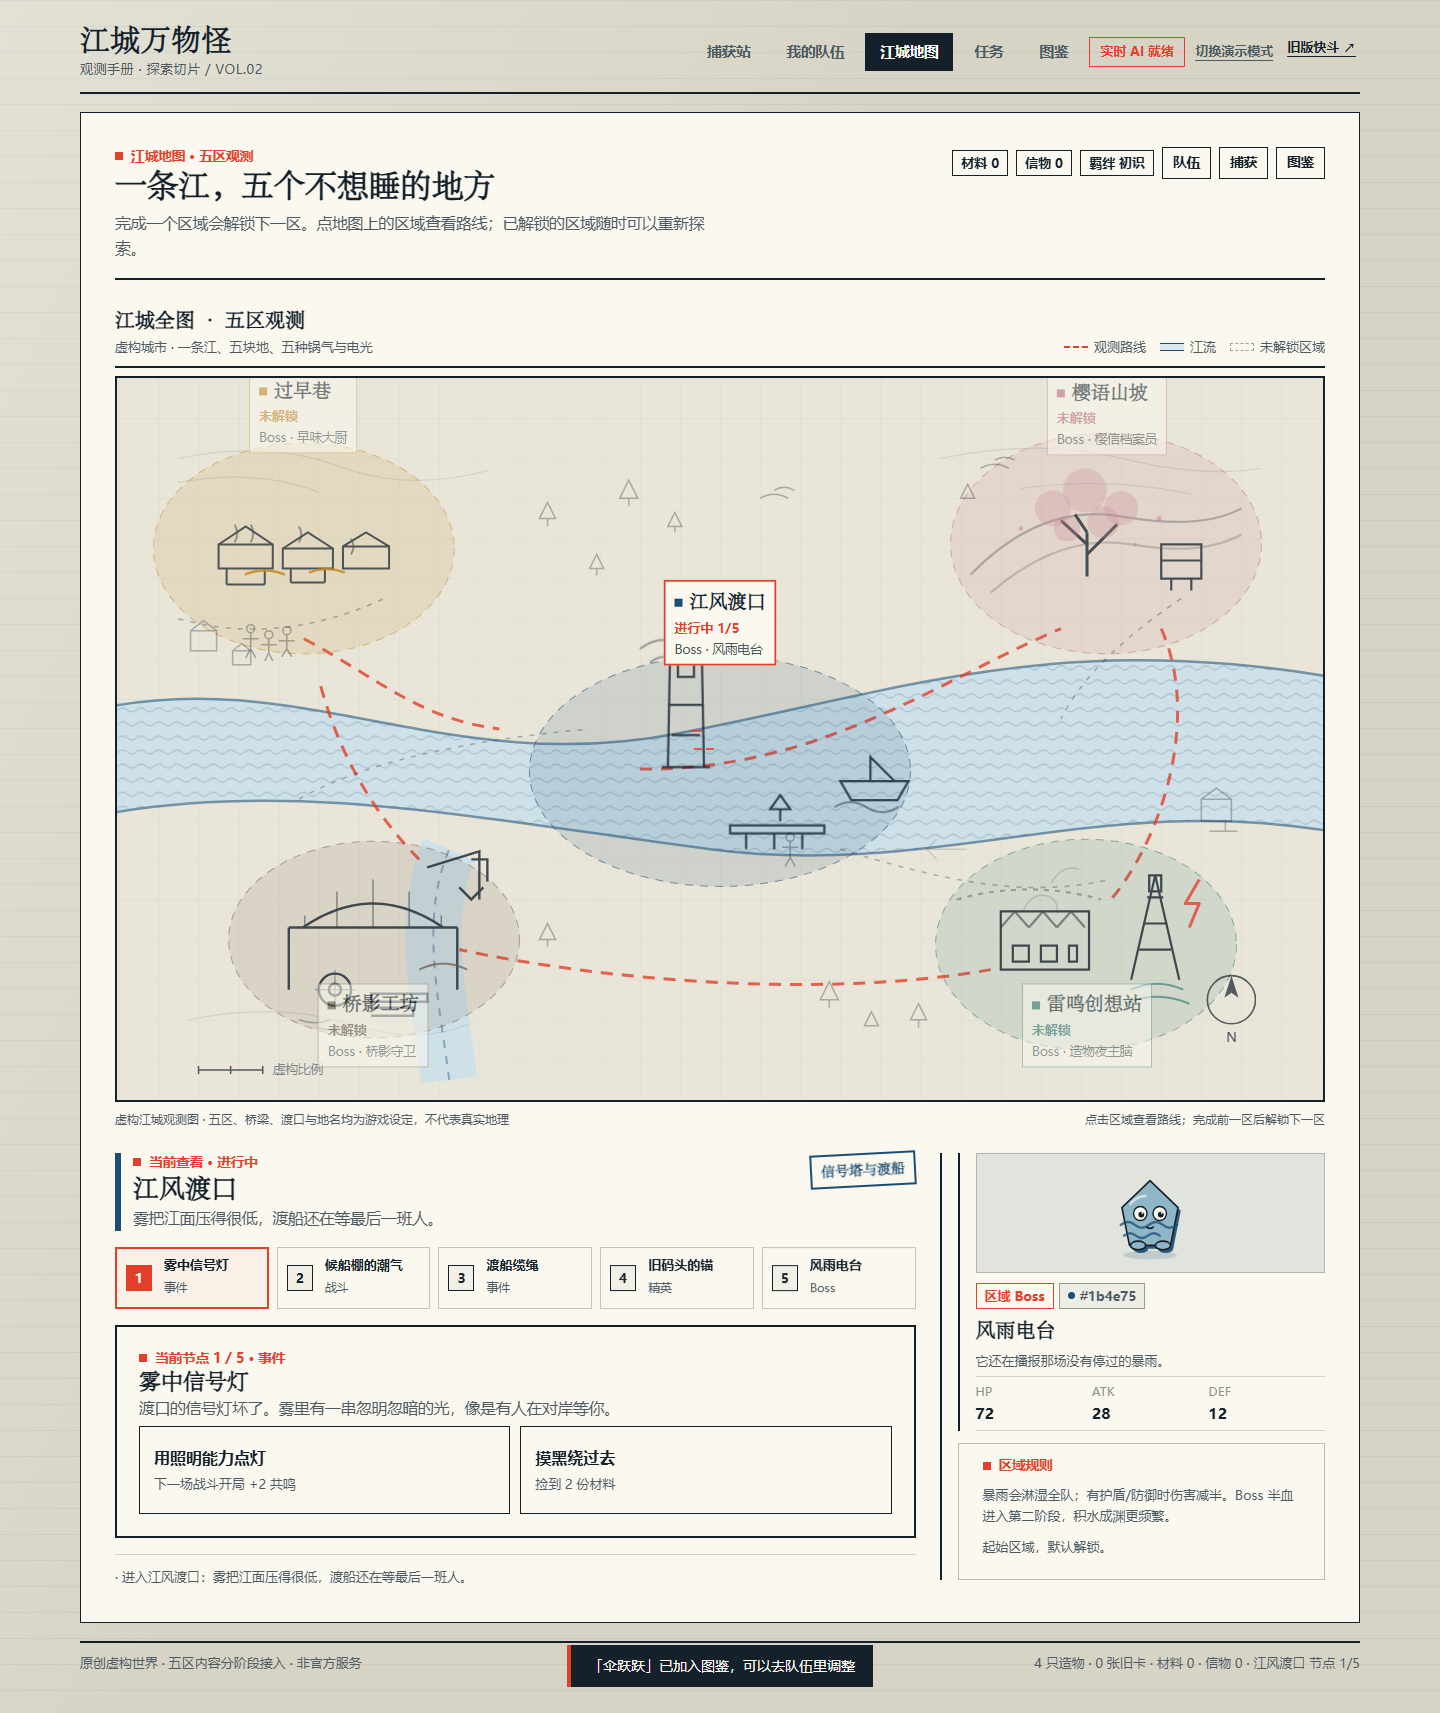 江城万物怪
观测手册 · 探索切片 / VOL.02
捕获站
我的队伍
江城地图
任务
图鉴
实时 AI 就绪
切换演示模式
旧版快斗 ↗
江城地图 • 五区观测
一条江，五个不想睡的地方
完成一个区域会解锁下一区。点地图上的区域查看路线；已解锁的区域随时可以重新探
索。
材料 0
信物 0
羁绊 初识
队伍
捕获
图鉴
江城全图 · 五区观测
虚构城市 · 一条江、五块地、五种锅气与电光
观测路线
江流
未解锁区域
过早巷
未解锁
Boss · 早味大厨
樱语山坡
未解锁
Boss · 樱信档案员
江风渡口
进行中 1/5
Boss · 风雨电台
桥影工坊
未解锁
Boss · 桥影守卫
雷鸣创想站
未解锁
Boss · 造物夜主脑
虚构比例
N
虚构江城观测图 · 五区、桥梁、渡口与地名均为游戏设定，不代表真实地理
点击区域查看路线；完成前一区后解锁下一区
当前查看 • 进行中
江风渡口
雾把江面压得很低，渡船还在等最后一班人。
信号塔与渡船
1
雾中信号灯
事件
2
候船棚的潮气
战斗
3
渡船缆绳
事件
4
旧码头的锚
精英
5
风雨电台
Boss
当前节点 1 / 5 • 事件
雾中信号灯
渡口的信号灯坏了。雾里有一串忽明忽暗的光，像是有人在对岸等你。
用照明能力点灯
下一场战斗开局 +2 共鸣
摸黑绕过去
捡到 2 份材料
· 进入江风渡口：雾把江面压得很低，渡船还在等最后一班人。
区域 Boss
#1b4e75
风雨电台
它还在播报那场没有停过的暴雨。
HP
ATK
DEF
72
28
12
区域规则
暴雨会淋湿全队；有护盾/防御时伤害减半。Boss 半血
进入第二阶段，积水成渊更频繁。
起始区域，默认解锁。
原创虚构世界 · 五区内容分阶段接入 · 非官方服务
「伞跃跃」已加入图鉴，可以去队伍里调整
4 只造物 · 0 张旧卡 · 材料 0 · 信物 0 · 江风渡口 节点 1/5